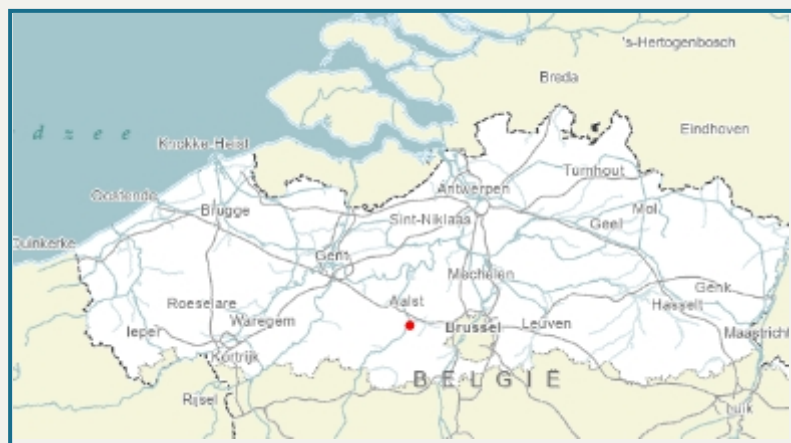 's-Hertogenbosch
Breda
d z e e
Eindhoven
Knokke-Heist
Turnhout
Antwerpen
Oostende
Mol
Brugge
Sint-Niklaas
Geel
Duinkerke
Gent
Mechelen
Genk
Roeselare
Aalst
Hasselt
Waregem
Brussel
Leuven
Ieper
Maastricht
Kortrijk
BELGIË
Rijsel
Luik